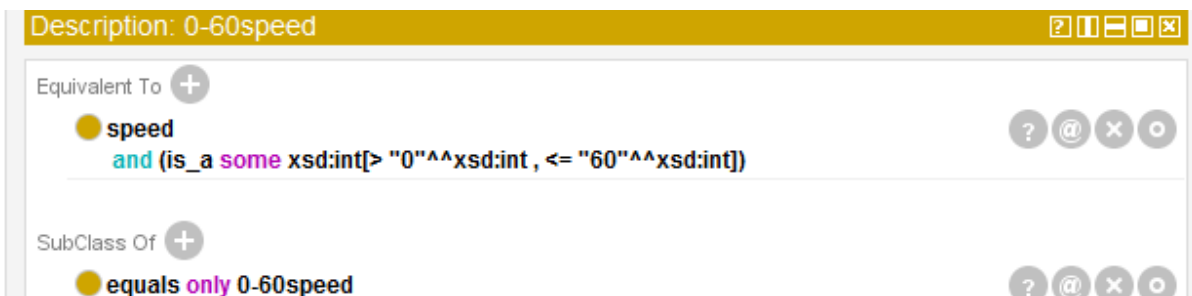 Description: 0-60speed
Equivalent To
speed
and (is_a some xsd:int[> "0"^^xsd:int , <= "60"^^xsd:int])
SubClass Of
equals only 0-60speed